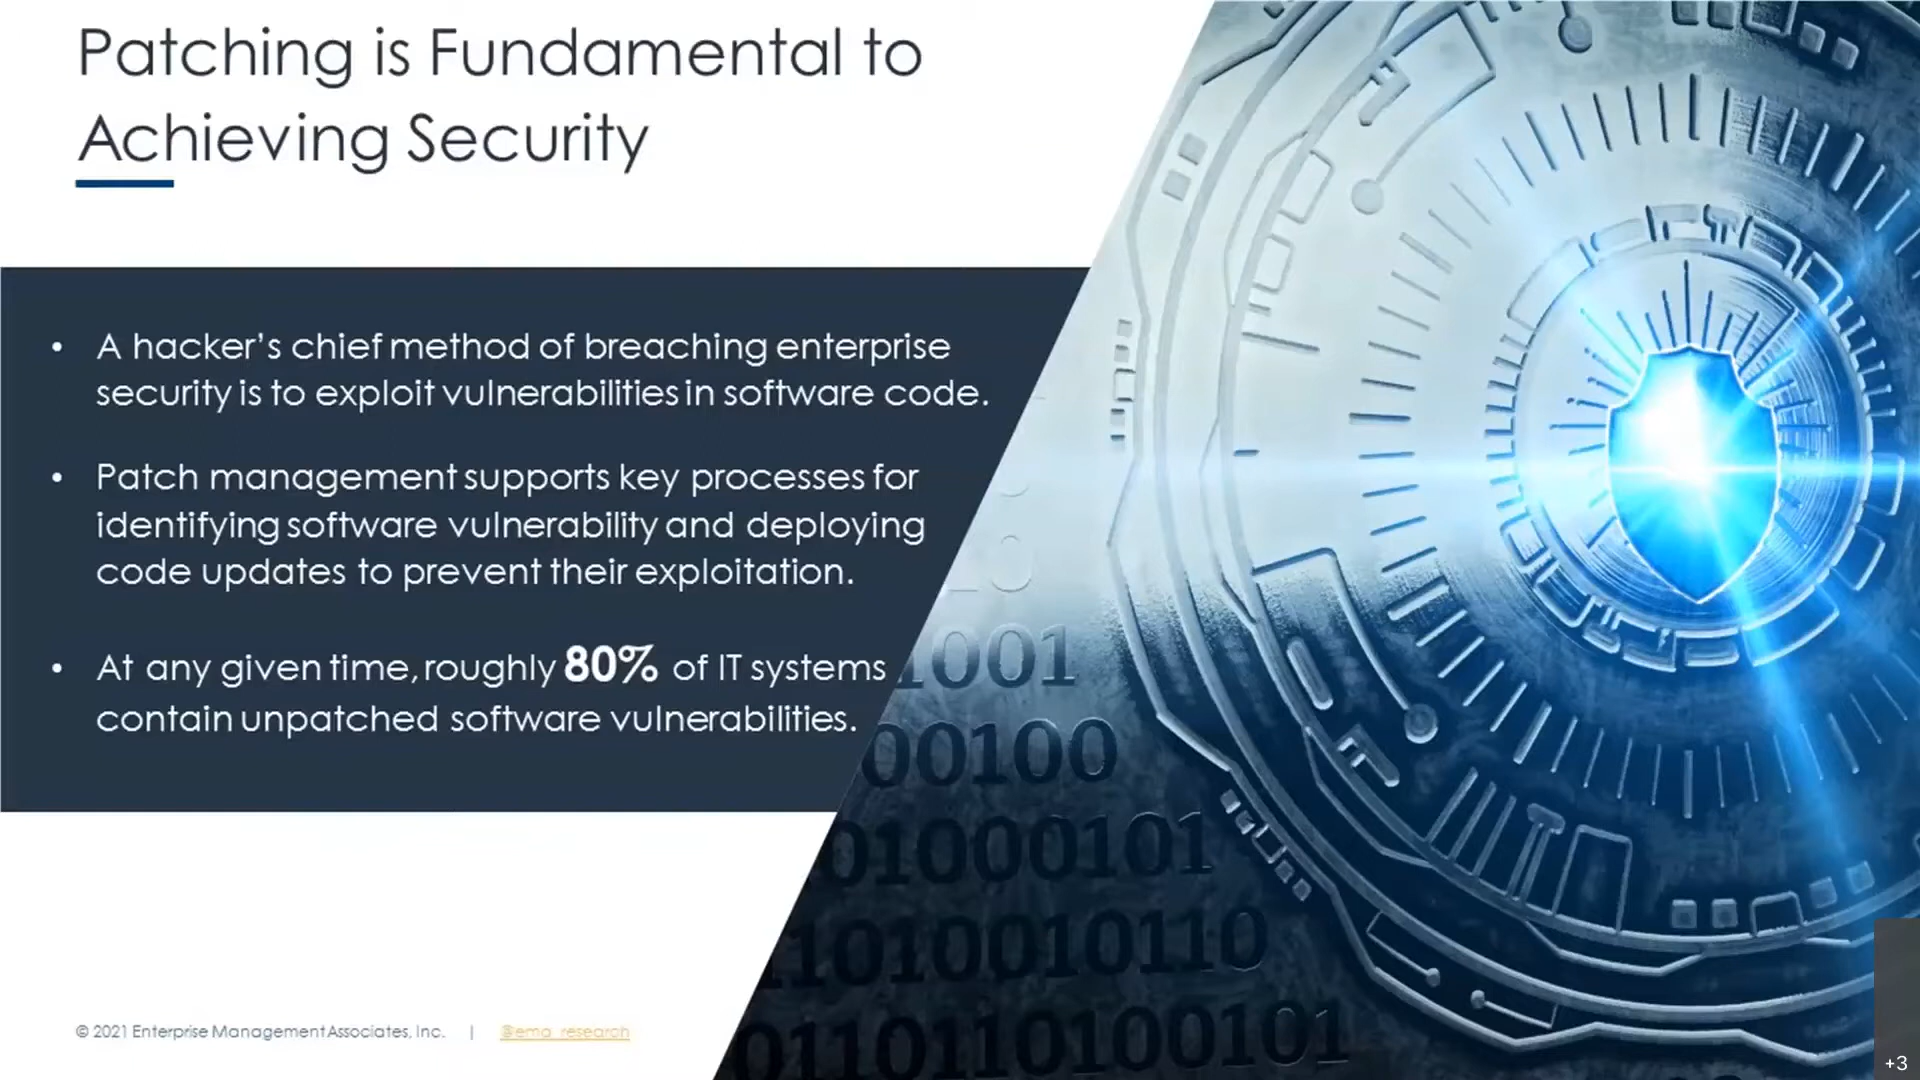 Patching is Fundamental to
Achieving Security
• A hacker's chief method of breaching enterprise
security is to exploit vulnerabilities in software code.
• Patch management supports key processes for
identifying software vulnerability and deploying
code updates to prevent their exploitation.
• At any given time, roughly 80% of IT systems
contain unpatched software vulnerabilities.
1001
00100
01000101
11010010110
0110110100101
© 2021 Enterprise Management Associates, Inc. | @ema_research
+3